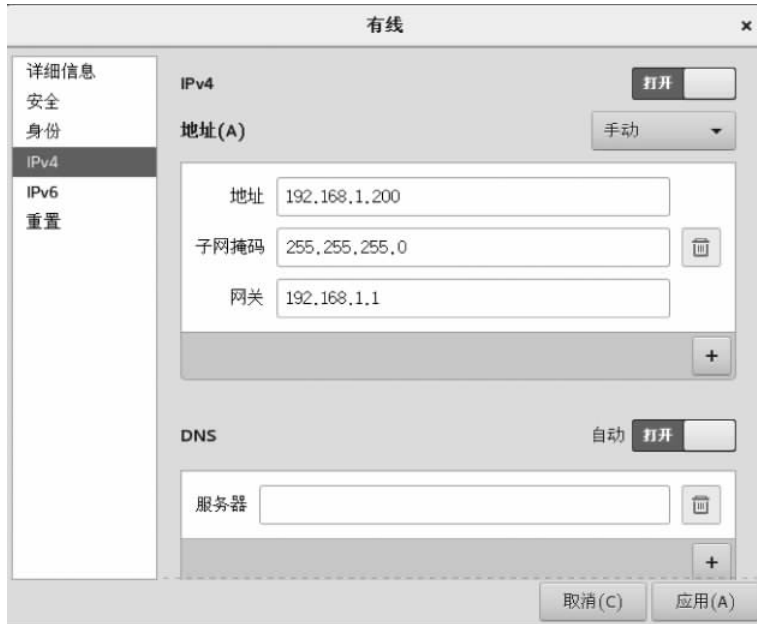 有线 ×
详细信息
安全
身份
IPv4
IPv6
重置
IPv4 打开
地址(A) 手动
地址 192.168.1.200
子网掩码 255.255.255.0
网关 192.168.1.1
+
DNS 自动 打开
服务器
+
取消(C) 应用(A)